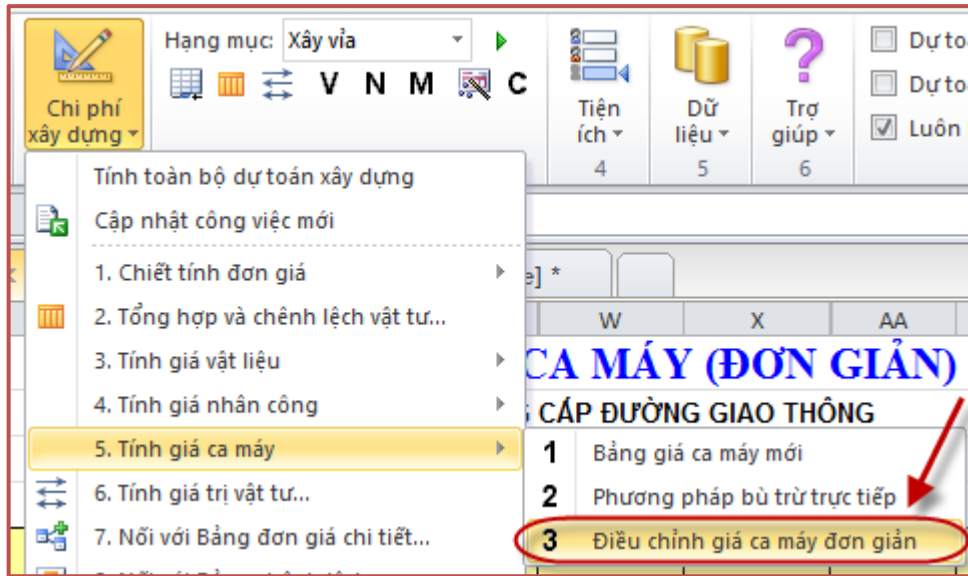 Hạng mục: Xây vỉa
V N M C
Chi phí
xây dựng
Tiện
ích
4
Dữ
liệu
5
Trợ
giúp
6
Dự to
Dự to
Luôn
Tính toàn bộ dự toán xây dựng
Cập nhật công việc mới
1. Chiết tính đơn giá
2. Tổng hợp và chênh lệch vật tư...
3. Tính giá vật liệu
4. Tính giá nhân công
5. Tính giá ca máy
6. Tính giá trị vật tư...
7. Nối với Bảng đơn giá chi tiết...
e] *
W X AA
CA MÁY (ĐƠN GIẢN)
CẤP ĐƯỜNG GIAO THÔNG
1 Bảng giá ca máy mới
2 Phương pháp bù trừ trực tiếp
3 Điều chỉnh giá ca máy đơn giản